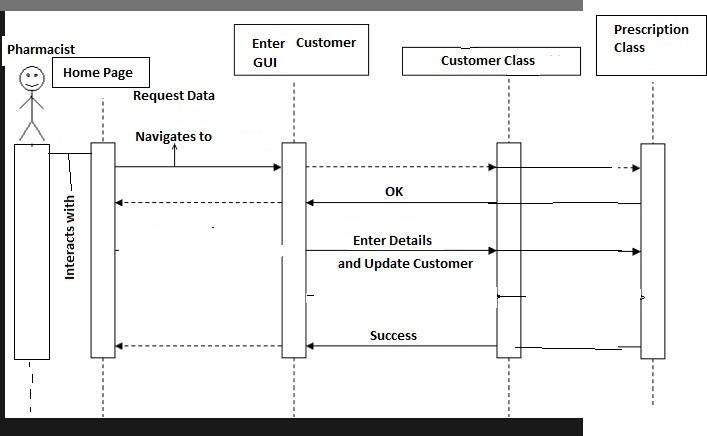 Pharmacist
Home Page
Enter Customer
GUI
Customer Class
Prescription
Class
Request Data
Navigates to
OK
Interacts with
Enter Details
and Update Customer
Success